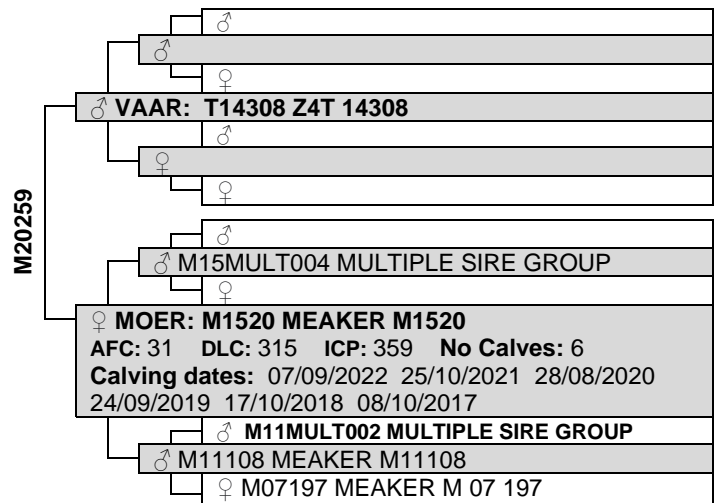 ♂
♂
♀
♂ VAAR: T14308 Z4T 14308
♂
♀
♀
M20259
♂
♂ M15MULT004 MULTIPLE SIRE GROUP
♀
♀ MOER: M1520 MEAKER M1520
AFC: 31 DLC: 315 ICP: 359 No Calves: 6
Calving dates: 07/09/2022 25/10/2021 28/08/2020
24/09/2019 17/10/2018 08/10/2017
♂ M11MULT002 MULTIPLE SIRE GROUP
♂ M11108 MEAKER M11108
♀ M07197 MEAKER M 07 197